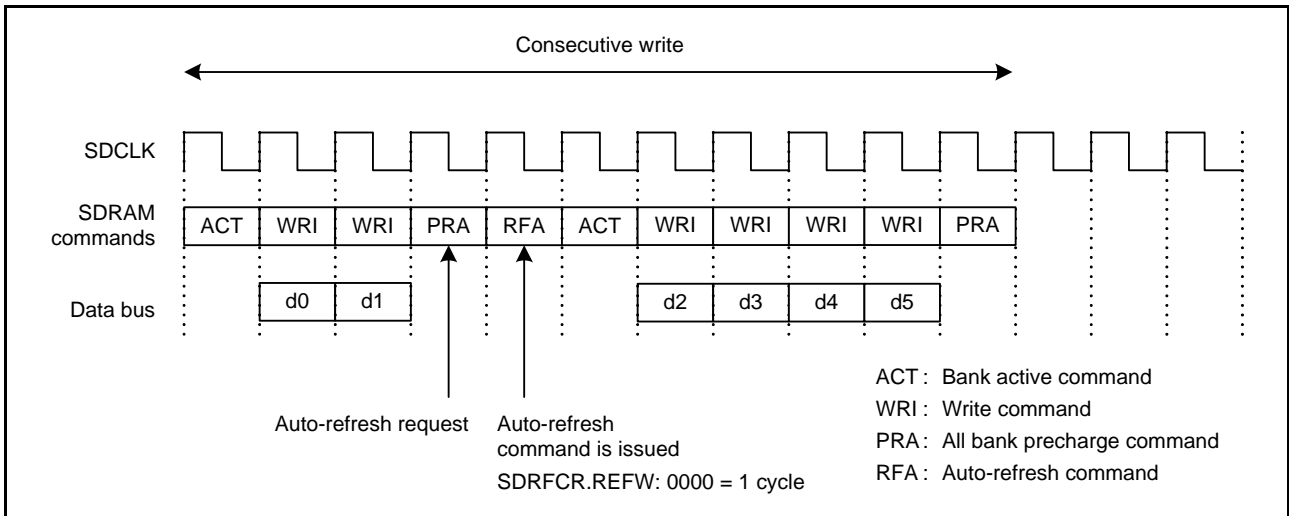 Consecutive write
SDCLK
SDRAM
commands
ACT WRI WRI PRA RFA ACT WRI WRI WRI WRI PRA
Data bus
d0 d1 d2 d3 d4 d5
Auto-refresh request
Auto-refresh
command is issued
SDRFCR.REFW: 0000 = 1 cycle
ACT : Bank active command
WRI : Write command
PRA : All bank precharge command
RFA : Auto-refresh command